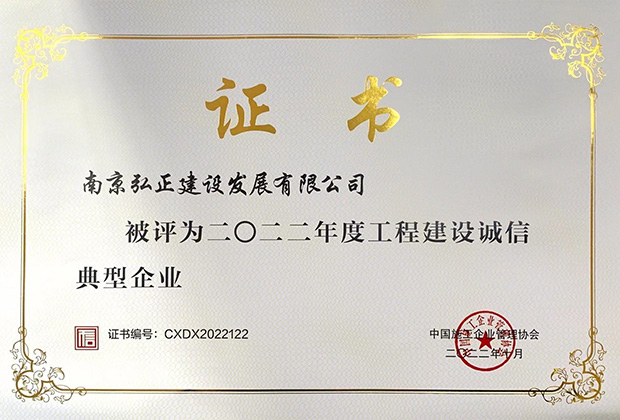 证书
南京弘正建设发展有限公司
被评为二〇二二年度工程建设诚信
典型企业
信
证书编号：CXDX2022122
中国施工企业管理协会
二〇二二年十月